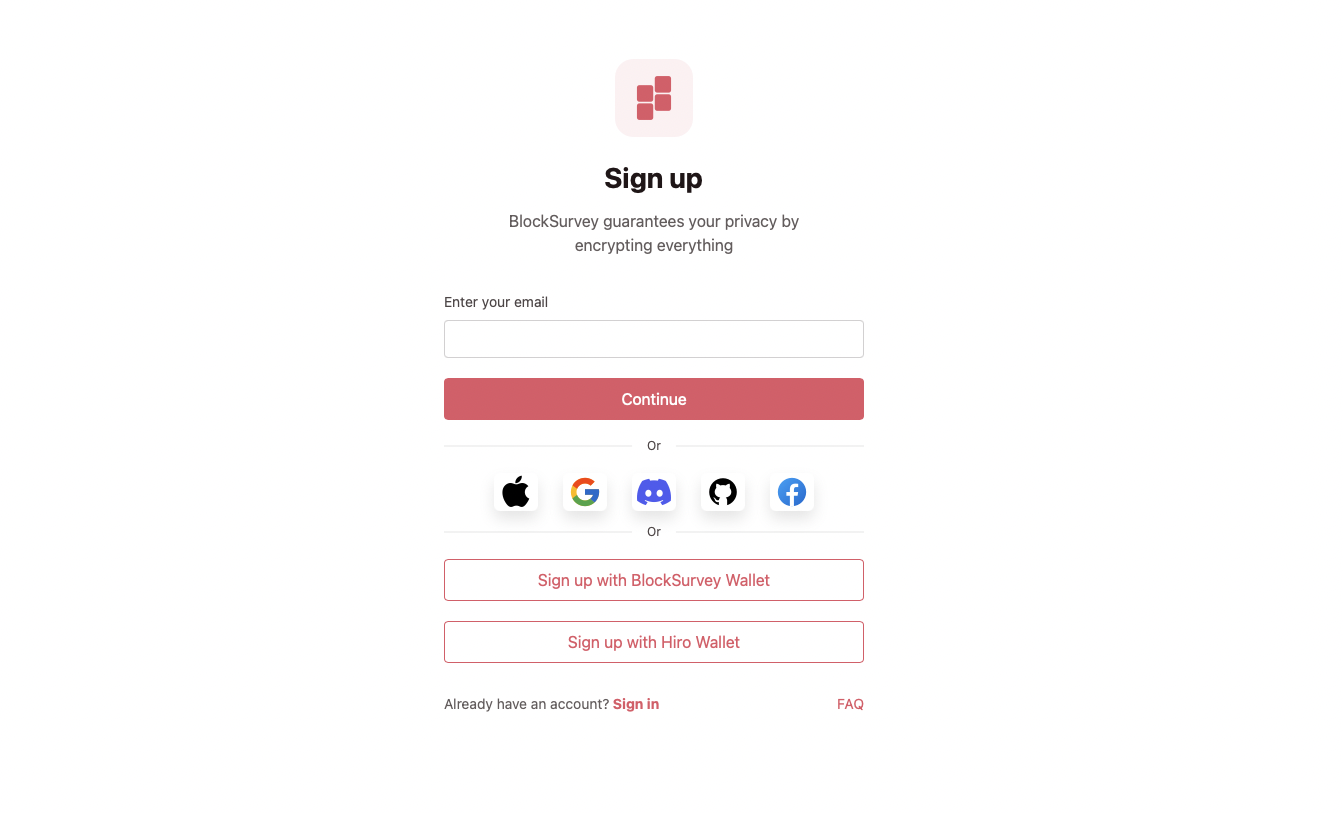 Sign up
BlockSurvey guarantees your privacy by
encrypting everything
Enter your email
Continue
Or
Or
Sign up with BlockSurvey Wallet
Sign up with Hiro Wallet
Already have an account? Sign in
FAQ